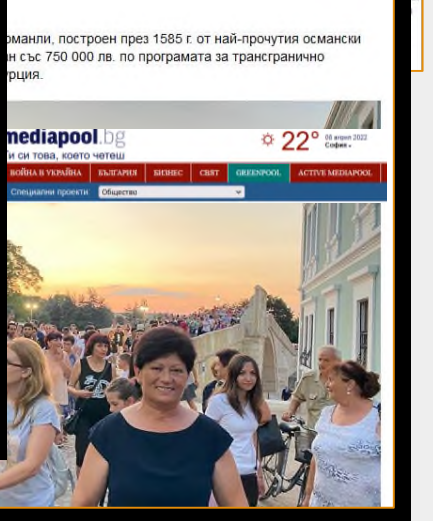 оманли, построен през 1585 г. от най-прочутия османски
н със 750 000 лв. по програмата за трансгранично
урция.
mediapool.bg
22°
08 април 2022
София
и си това, което четеш
ВОЙНА В УКРАЙНА БЪЛГАРИЯ БИЗНЕС СВЯТ GREENPOOL ACTIVE MEDIAPOOL
Специални проекти Общество